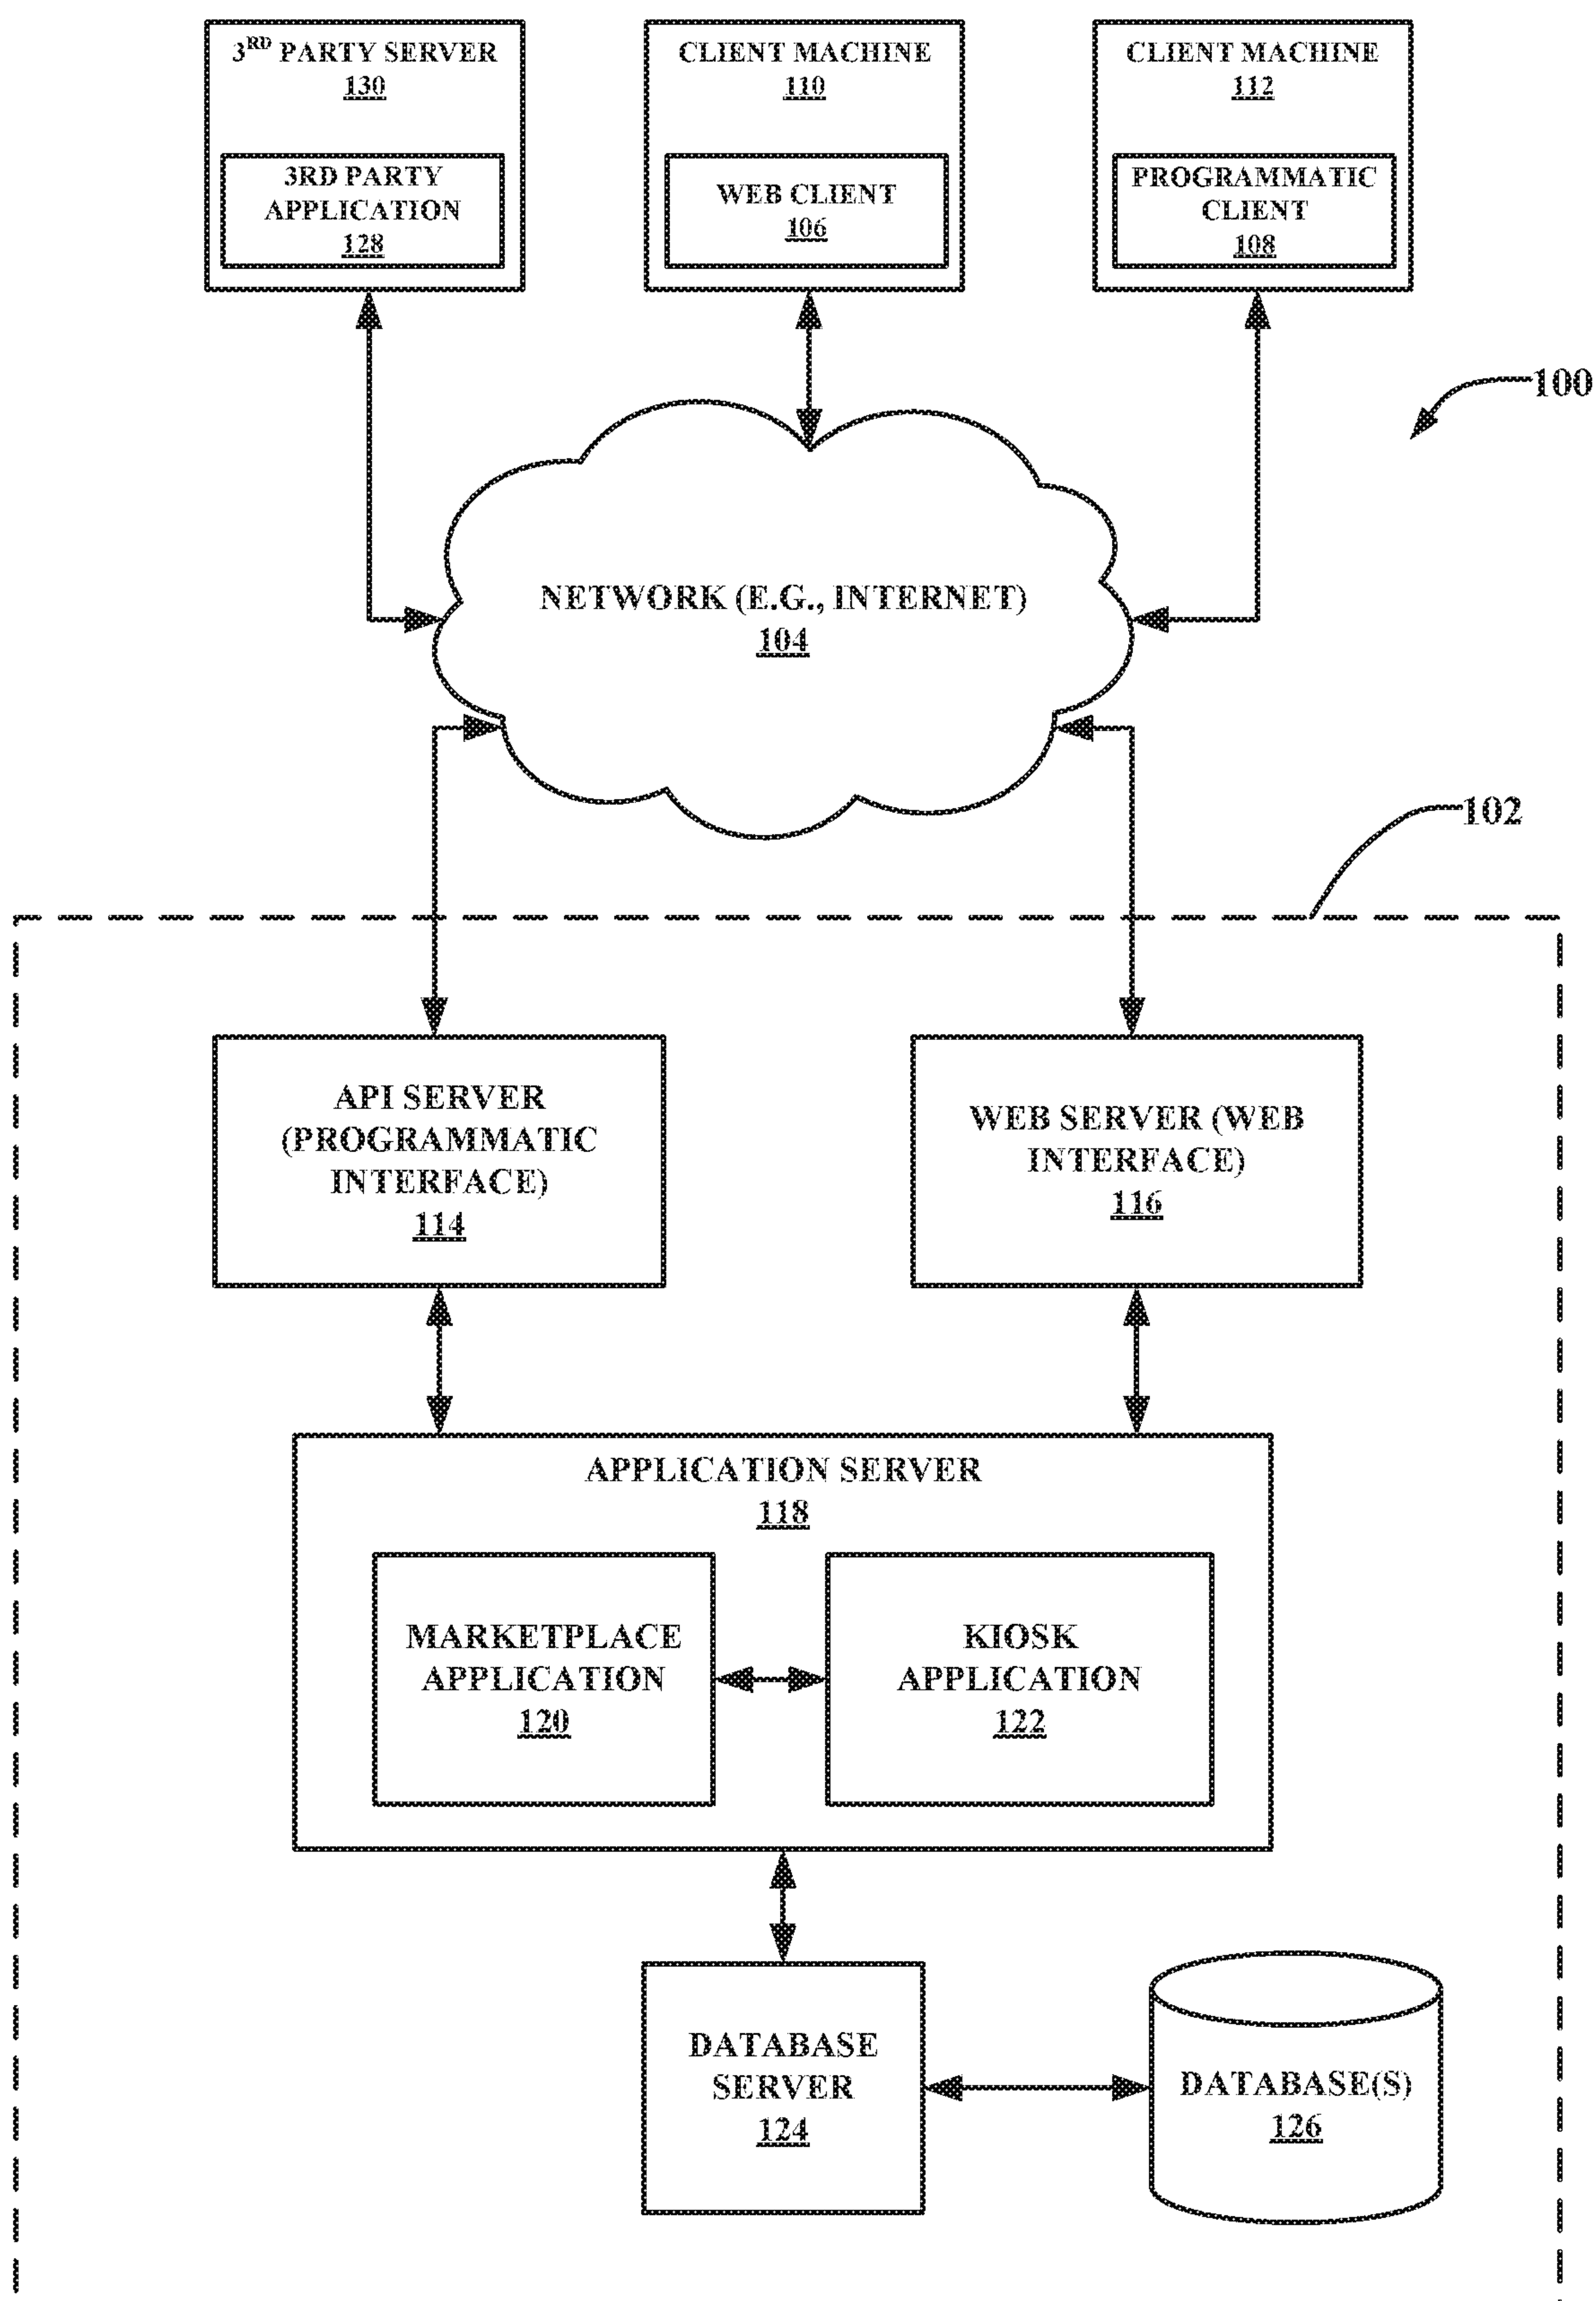 3RD PARTY SERVER
130
3RD PARTY
APPLICATION
128
CLIENT MACHINE
110
WEB CLIENT
106
CLIENT MACHINE
112
PROGRAMMATIC
CLIENT
108
100
NETWORK (E.G., INTERNET)
104
102
API SERVER
(PROGRAMMATIC
INTERFACE)
114
WEB SERVER (WEB
INTERFACE)
116
APPLICATION SERVER
118
MARKETPLACE
APPLICATION
120
KIOSK
APPLICATION
122
DATABASE
SERVER
124
DATABASE(S)
126